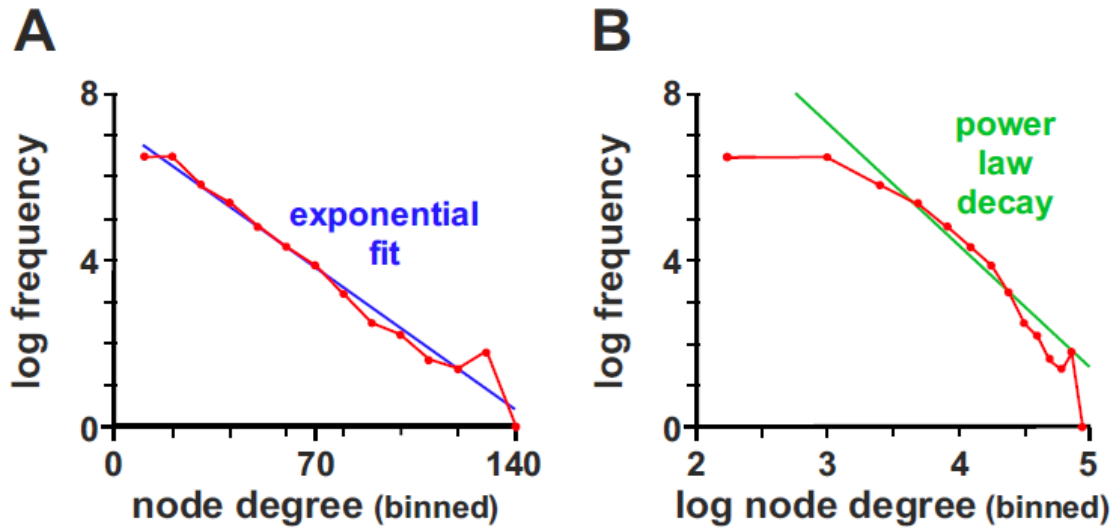 A
8
4
0
log frequency
exponential
fit
0 70 140
node degree (binned)
B
8
4
0
log frequency
power
law
decay
2 3 4 5
log node degree (binned)